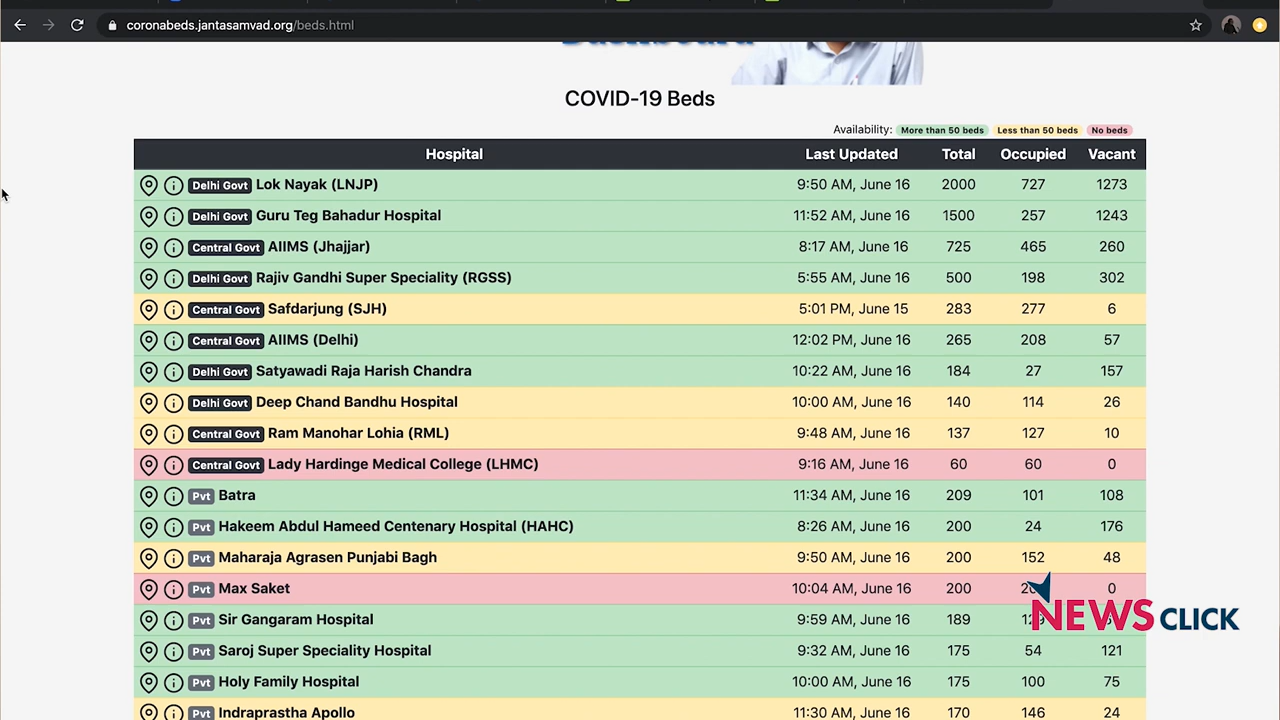 coronabeds.jantasamvad.org/beds.html
COVID-19 Beds
Availability: More than 50 beds Less than 50 beds No beds
Hospital Last Updated Total Occupied Vacant
Delhi Govt Lok Nayak (LNJP) 9:50 AM, June 16 2000 727 1273
Delhi Govt Guru Teg Bahadur Hospital 11:52 AM, June 16 1500 257 1243
Central Govt AIIMS (Jhajjar) 8:17 AM, June 16 725 465 260
Delhi Govt Rajiv Gandhi Super Speciality (RGSS) 5:55 AM, June 16 500 198 302
Central Govt Safdarjung (SJH) 5:01 PM, June 15 283 277 6
Central Govt AIIMS (Delhi) 12:02 PM, June 16 265 208 57
Delhi Govt Satyawadi Raja Harish Chandra 10:22 AM, June 16 184 27 157
Delhi Govt Deep Chand Bandhu Hospital 10:00 AM, June 16 140 114 26
Central Govt Ram Manohar Lohia (RML) 9:48 AM, June 16 137 127 10
Central Govt Lady Hardinge Medical College (LHMC) 9:16 AM, June 16 60 60 0
Pvt Batra 11:34 AM, June 16 209 101 108
Pvt Hakeem Abdul Hameed Centenary Hospital (HAHC) 8:26 AM, June 16 200 24 176
Pvt Maharaja Agrasen Punjabi Bagh 9:50 AM, June 16 200 152 48
Pvt Max Saket 10:04 AM, June 16 200 0
Pvt Sir Gangaram Hospital 9:59 AM, June 16 189
NEWSCLICK
Pvt Saroj Super Speciality Hospital 9:32 AM, June 16 175 54 121
Pvt Holy Family Hospital 10:00 AM, June 16 175 100 75
Pvt Indraprastha Apollo 11:30 AM, June 16 170 146 24